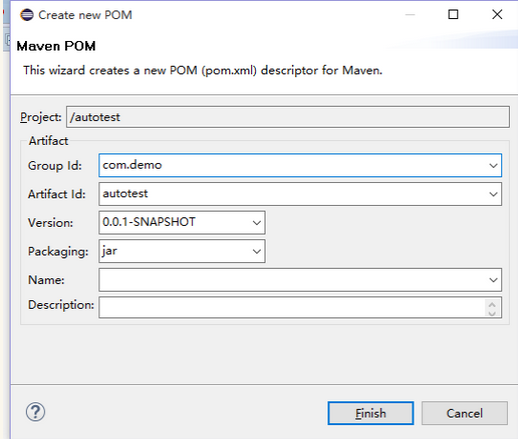 Create new POM
Maven POM
This wizard creates a new POM (pom.xml) descriptor for Maven.
Project: /autotest
Artifact
Group Id: com.demo
Artifact Id: autotest
Version: 0.0.1-SNAPSHOT
Packaging: jar
Name:
Description:
? Finish Cancel